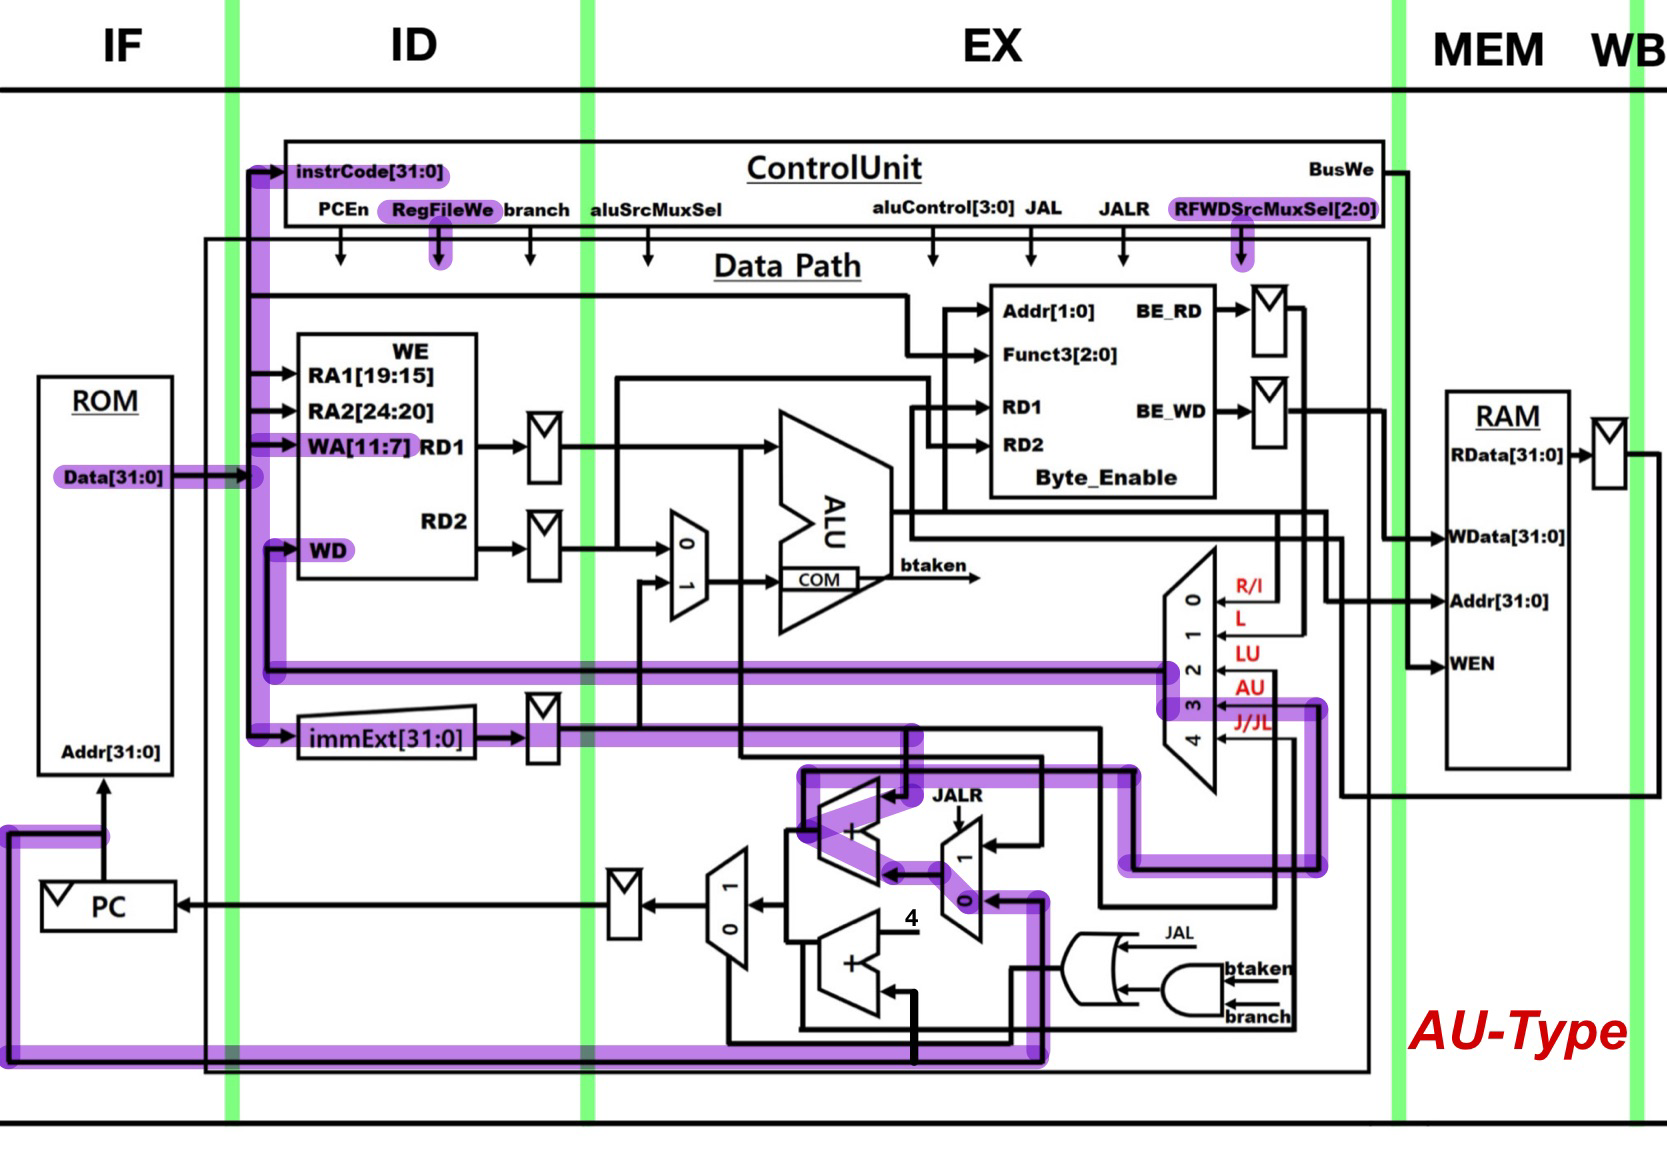 IF ID EX MEM WB
ControlUnit
instrCode[31:0]
BusWe
PCEn RegFileWe branch aluSrcMuxSel aluControl[3:0] JAL JALR RFWDSrcMuxSel[2:0]
Data Path
ROM
Data[31:0]
Addr[31:0]
PC
WE
RA1[19:15]
RA2[24:20]
WA[11:7] RD1
RD2
WD
immExt[31:0]
0
1
ALU
COM
btaken
Addr[1:0] BE_RD
Funct3[2:0]
RD1 BE_WD
RD2
Byte_Enable
0 R/I
1 L
2 LU
3 AU
4 J/JL
RAM
RData[31:0]
WData[31:0]
Addr[31:0]
WEN
+
JALR
1
0
1
0
4
+
JAL
btaken
branch
AU-Type